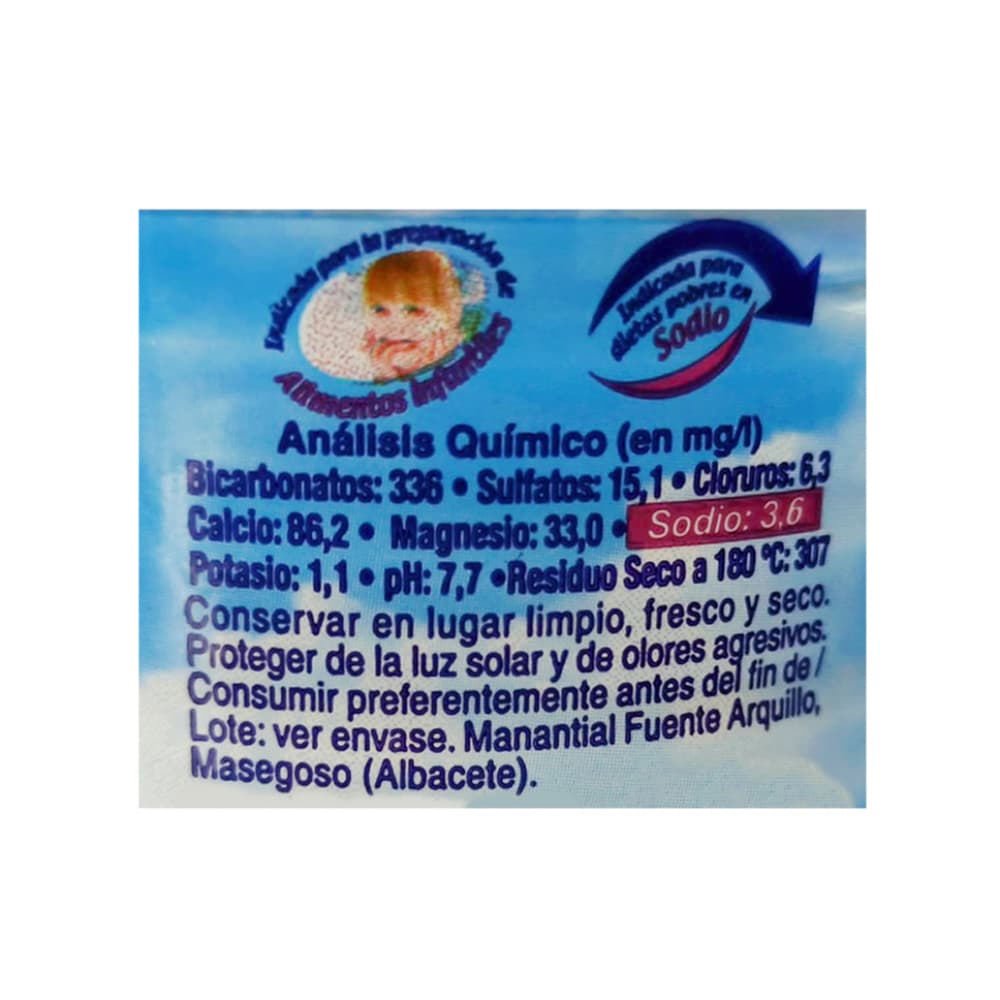 Indicada para la preparación de
Alimentos Infantiles
Indicada para
dietas pobres en
Sodio
Análisis Químico (en mg/l)
Bicarbonatos: 336 • Sulfatos: 15,1 • Cloruros: 6,3
Calcio: 86,2 • Magnesio: 33,0 • Sodio: 3,6
Potasio: 1,1 • pH: 7,7 • Residuo Seco a 180 ºC: 307
Conservar en lugar limpio, fresco y seco.
Proteger de la luz solar y de olores agresivos.
Consumir preferentemente antes del fin de /
Lote: ver envase. Manantial Fuente Arquillo,
Masegoso (Albacete).